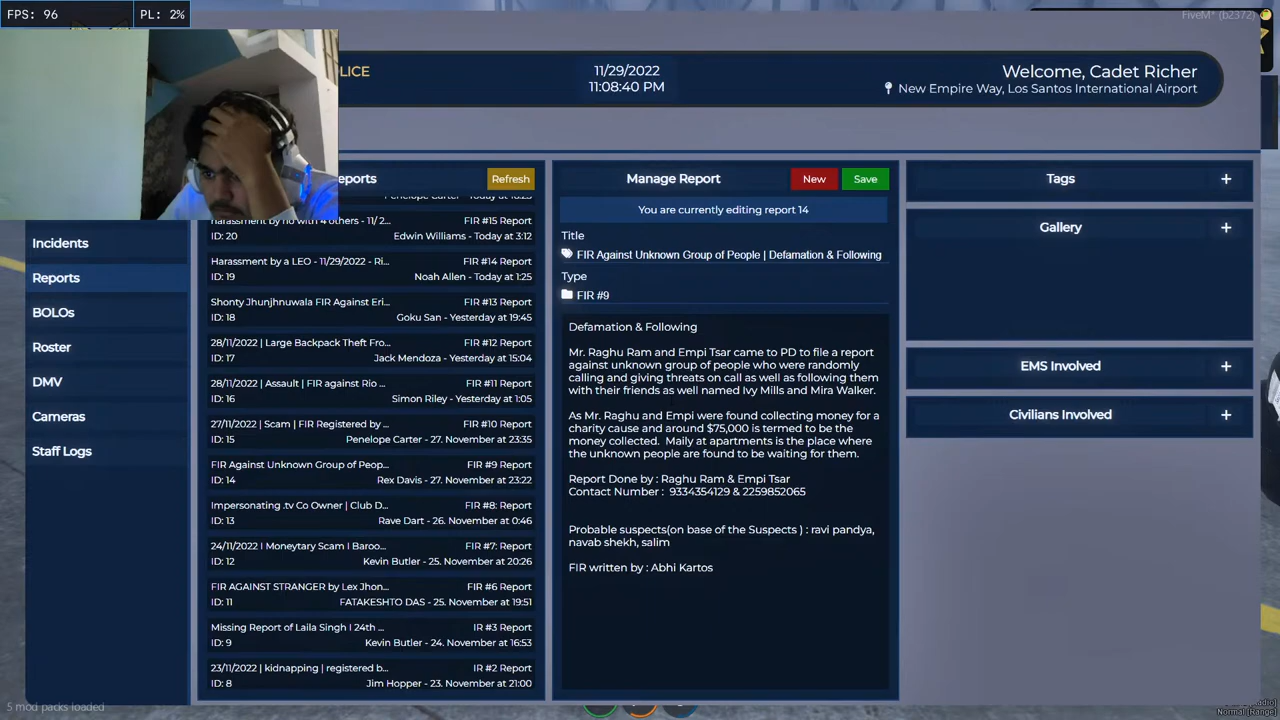 FPS: 96
PL: 2%
FiveM* (b2372)
LICE
11/29/2022
11:08:40 PM
Welcome, Cadet Richer
New Empire Way, Los Santos International Airport
Incidents
Reports
BOLOs
Roster
DMV
Cameras
Staff Logs
eports
Refresh
Penelope Carter - Today at
Harassment by no with 4 others - 11/ 2...
FIR #15 Report
ID: 20
Edwin Williams - Today at 3:12
Harassment by a LEO - 11/29/2022 - Ri...
FIR #14 Report
ID: 19
Noah Allen - Today at 1:25
Shonty Jhunjhnuwala FIR Against Eri...
FIR #13 Report
ID: 18
Goku San - Yesterday at 19:45
28/11/2022 | Large Backpack Theft Fro...
FIR #12 Report
ID: 17
Jack Mendoza - Yesterday at 15:04
28/11/2022 | Assault | FIR against Rio ...
FIR #11 Report
ID: 16
Simon Riley - Yesterday at 1:05
27/11/2022 | Scam | FIR Registered by ...
FIR #10 Report
ID: 15
Penelope Carter - 27. November at 23:35
FIR Against Unknown Group of Peop...
FIR #9 Report
ID: 14
Rex Davis - 27. November at 23:22
Impersonating .tv Co Owner | Club D...
FIR #8: Report
ID: 13
Rave Dart - 26. November at 0:46
24/11/2022 I Moneytary Scam I Baroo...
FIR #7: Report
ID: 12
Kevin Butler - 25. November at 20:26
FIR AGAINST STRANGER by Lex Jhon...
FIR #6 Report
ID: 11
FATAKESHTO DAS - 25. November at 19:51
Missing Report of Laila Singh I 24th ...
IR #3 Report
ID: 9
Kevin Butler - 24. November at 16:53
23/11/2022 | kidnapping | registered b...
IR #2 Report
ID: 8
Jim Hopper - 23. November at 21:00
Manage Report
New
Save
You are currently editing report 14
Title
FIR Against Unknown Group of People | Defamation & Following
Type
FIR #9
Defamation & Following
Mr. Raghu Ram and Empi Tsar came to PD to file a report
against unknown group of people who were randomly
calling and giving threats on call as well as following them
with their friends as well named Ivy Mills and Mira Walker.
As Mr. Raghu and Empi were found collecting money for a
charity cause and around $75,000 is termed to be the
money collected. Maily at apartments is the place where
the unknown people are found to be waiting for them.
Report Done by : Raghu Ram & Empi Tsar
Contact Number : 9334354129 & 2259852065
Probable suspects(on base of the Suspects ) : ravi pandya,
navab shekh, salim
FIR written by : Abhi Kartos
Tags
Gallery
EMS Involved
Civilians Involved
5 mod packs loaded
Normal [Range]